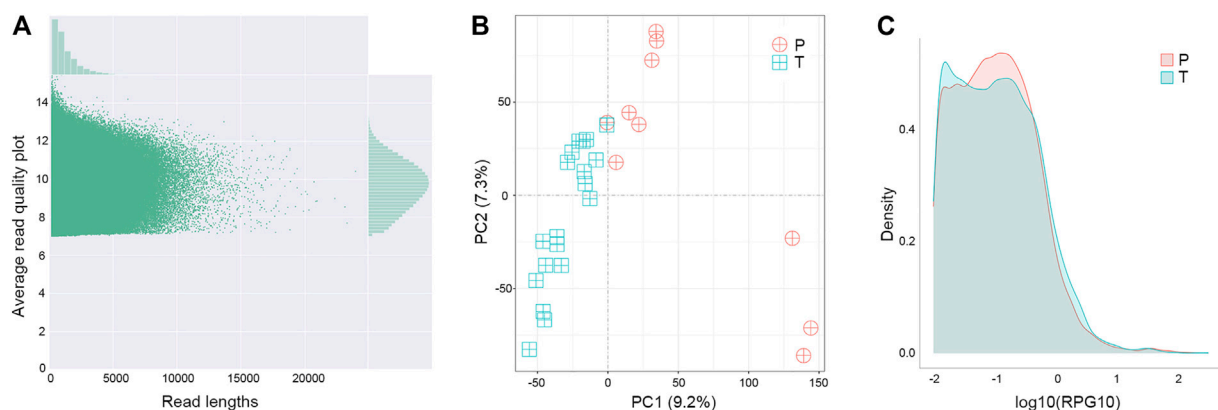 A
Average read quality plot
14
12
10
8
6
4
2
0
0
5000
10000
15000
20000
Read lengths
B
P
T
PC2 (7.3%)
50
0
-50
-50
0
50
100
150
PC1 (9.2%)
C
P
T
Density
0.4
0.2
0.0
-2
-1
0
1
2
log10(RPG10)